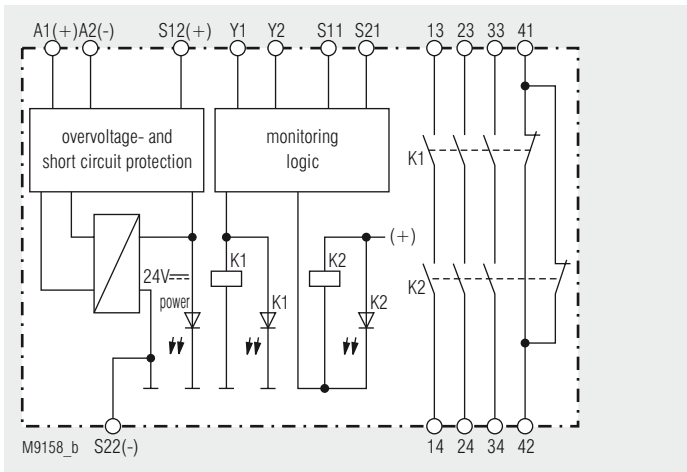 A1(+) A2(-) S12(+) Y1 Y2 S11 S21 13 23 33 41
overvoltage- and
short circuit protection
monitoring
logic
K1
(+)
K1
K2
24V
K2
power
K1
K2
M9158_b
S22(-)
14 24 34 42